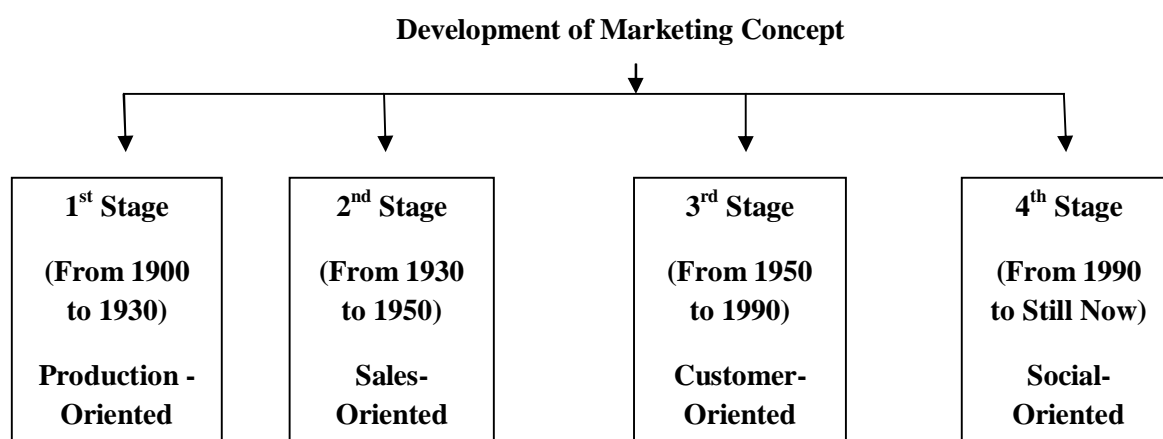 Development of Marketing Concept
1st Stage
(From 1900
to 1930)
Production -
Oriented
2nd Stage
(From 1930
to 1950)
Sales-
Oriented
3rd Stage
(From 1950
to 1990)
Customer-
Oriented
4th Stage
(From 1990
to Still Now)
Social-
Oriented